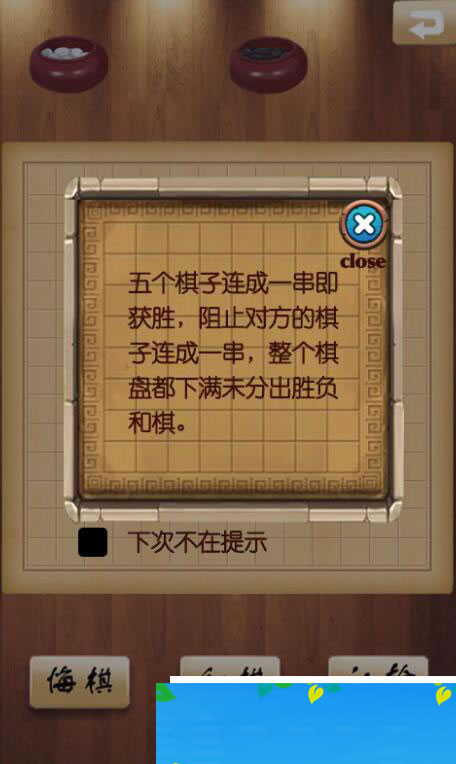 close
五个棋子连成一串即
获胜，阻止对方的棋
子连成一串，整个棋
盘都下满未分出胜负
和棋。
下次不在提示
侮棋